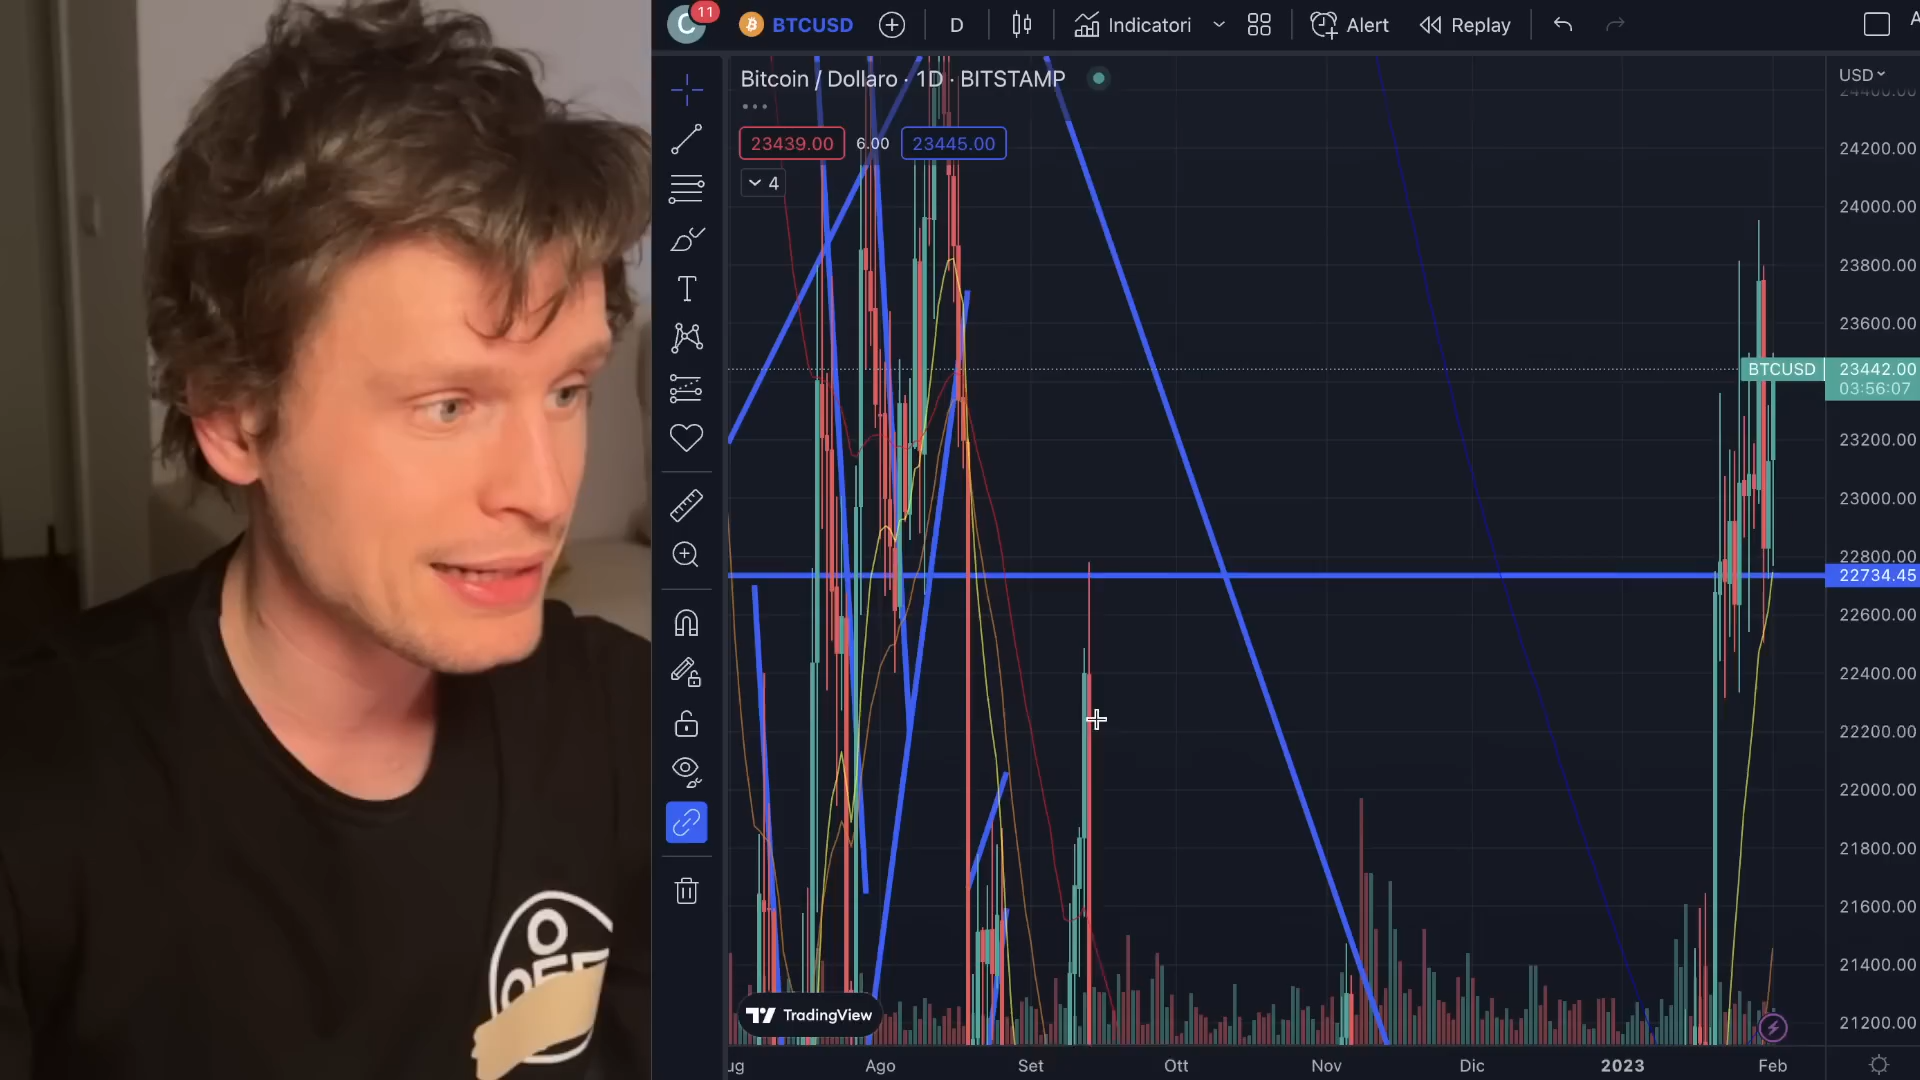 C 11 BTCUSD D Indicatori Alert Replay
Bitcoin / Dollaro · 1D · BITSTAMP
USD
24400.00
23439.00 6.00 23445.00
4
24200.00
24000.00
23800.00
23600.00
BTCUSD 23442.00
03:56:07
23200.00
23000.00
22800.00
22734.45
22600.00
22400.00
22200.00
22000.00
21800.00
21600.00
21400.00
21200.00
TradingView
ug Ago Set Ott Nov Dic 2023 Feb